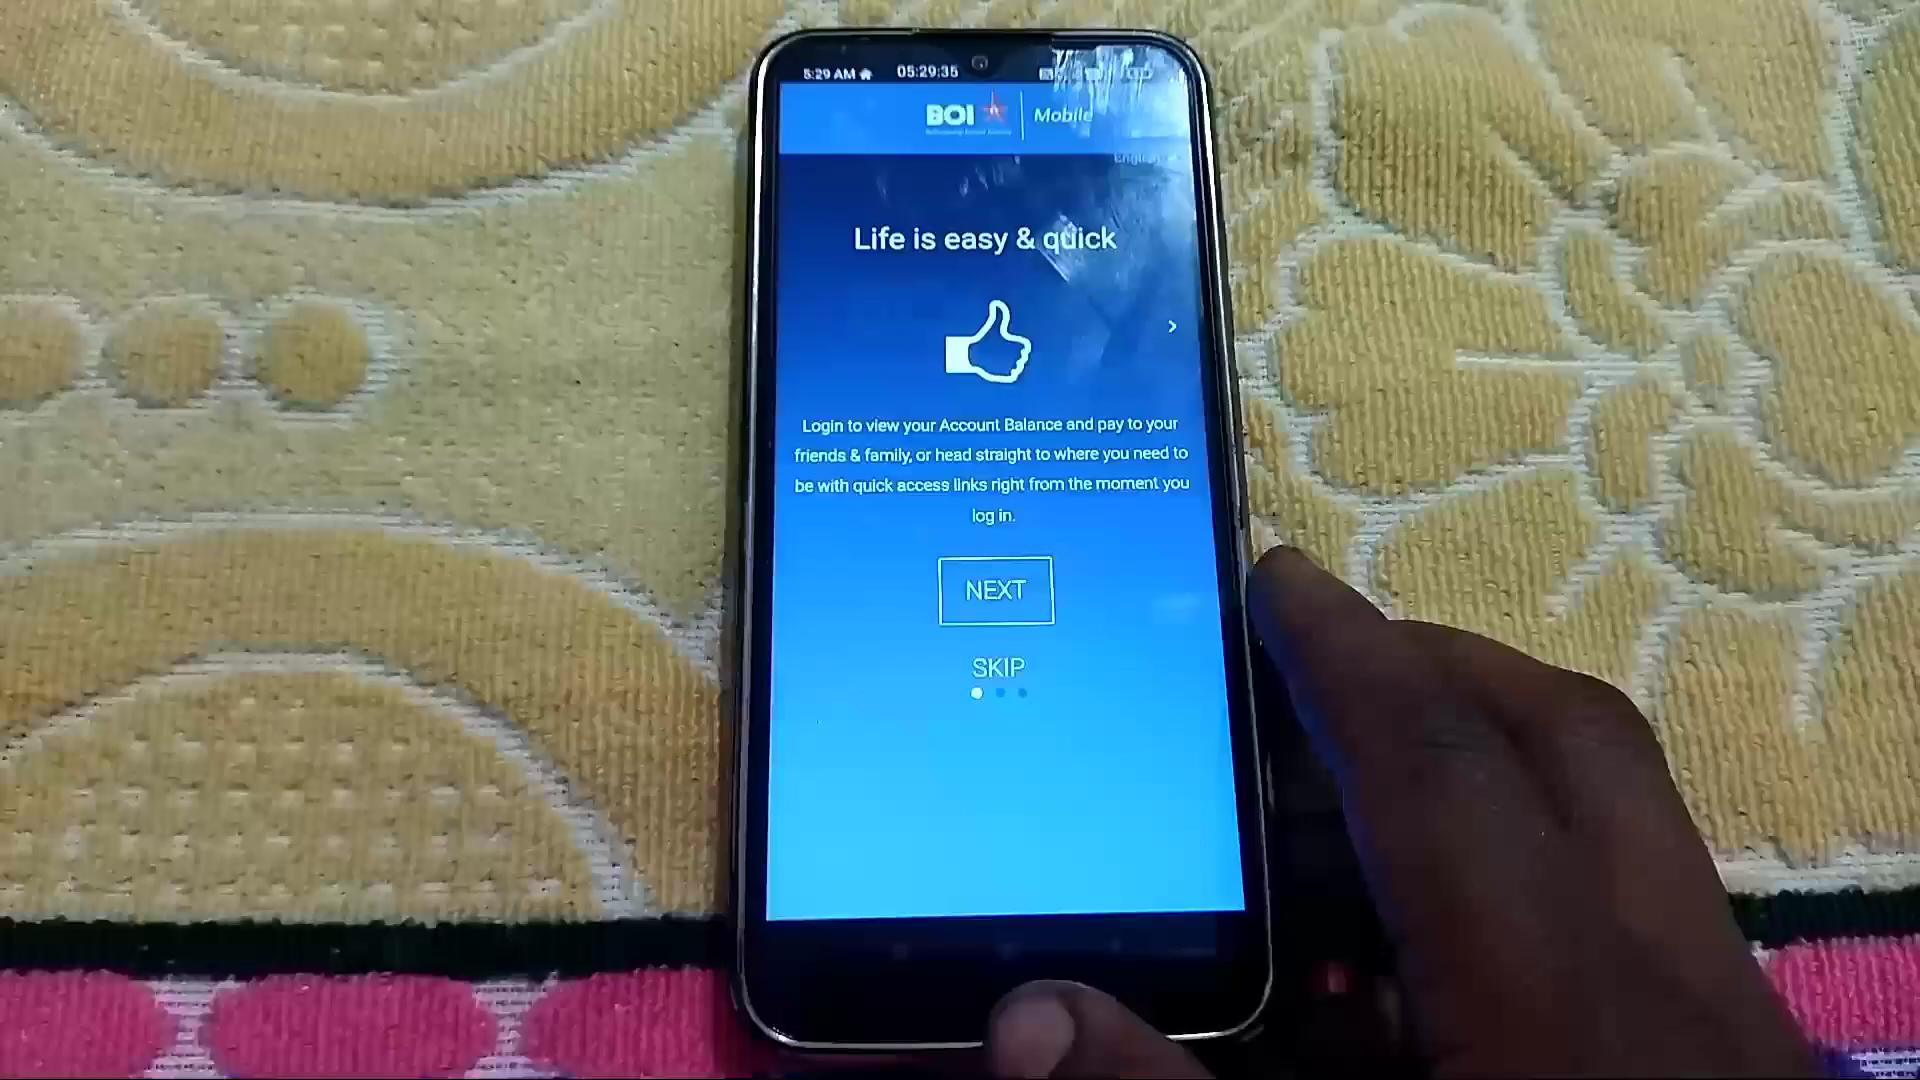 5:29 AM 05:29:35
BOI Mobile
English
Life is easy & quick
Login to view your Account Balance and pay to your
friends & family, or head straight to where you need to
be with quick access links right from the moment you
log in.
NEXT
SKIP